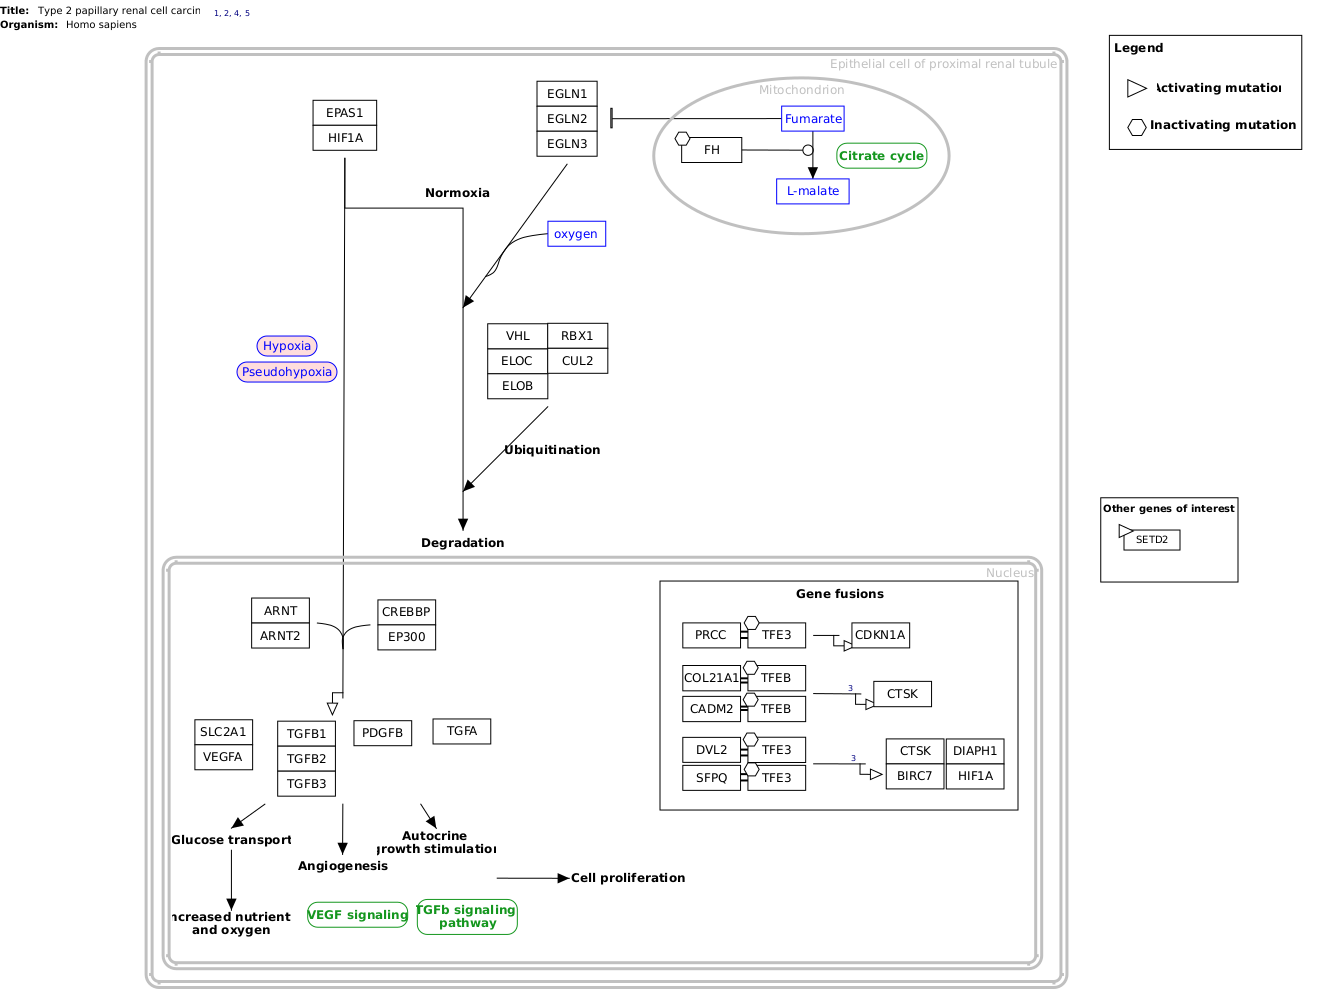 Title: Type 2 papillary renal cell carcin 1, 2, 4, 5
Organism: Homo sapiens
Epithelial cell of proximal renal tubule
Legend
Activating mutation
Inactivating mutation
Mitochondrion
EGLN1
EGLN2
EGLN3
Fumarate
FH
Citrate cycle
L-malate
EPAS1
HIF1A
Normoxia
oxygen
Hypoxia
Pseudohypoxia
VHL RBX1
ELOC CUL2
ELOB
Ubiquitination
Degradation
Other genes of interest
SETD2
Nucleus
ARNT
ARNT2
CREBBP
EP300
SLC2A1
VEGFA
TGFB1
TGFB2
TGFB3
PDGFB
TGFA
Glucose transport
Angiogenesis
Autocrine
growth stimulation
Cell proliferation
ncreased nutrient
and oxygen
VEGF signaling
TGFb signaling
pathway
Gene fusions
PRCC TFE3 CDKN1A
COL21A1 TFEB
3 CTSK
CADM2 TFEB
DVL2 TFE3
3
SFPQ TFE3
CTSK DIAPH1
BIRC7 HIF1A